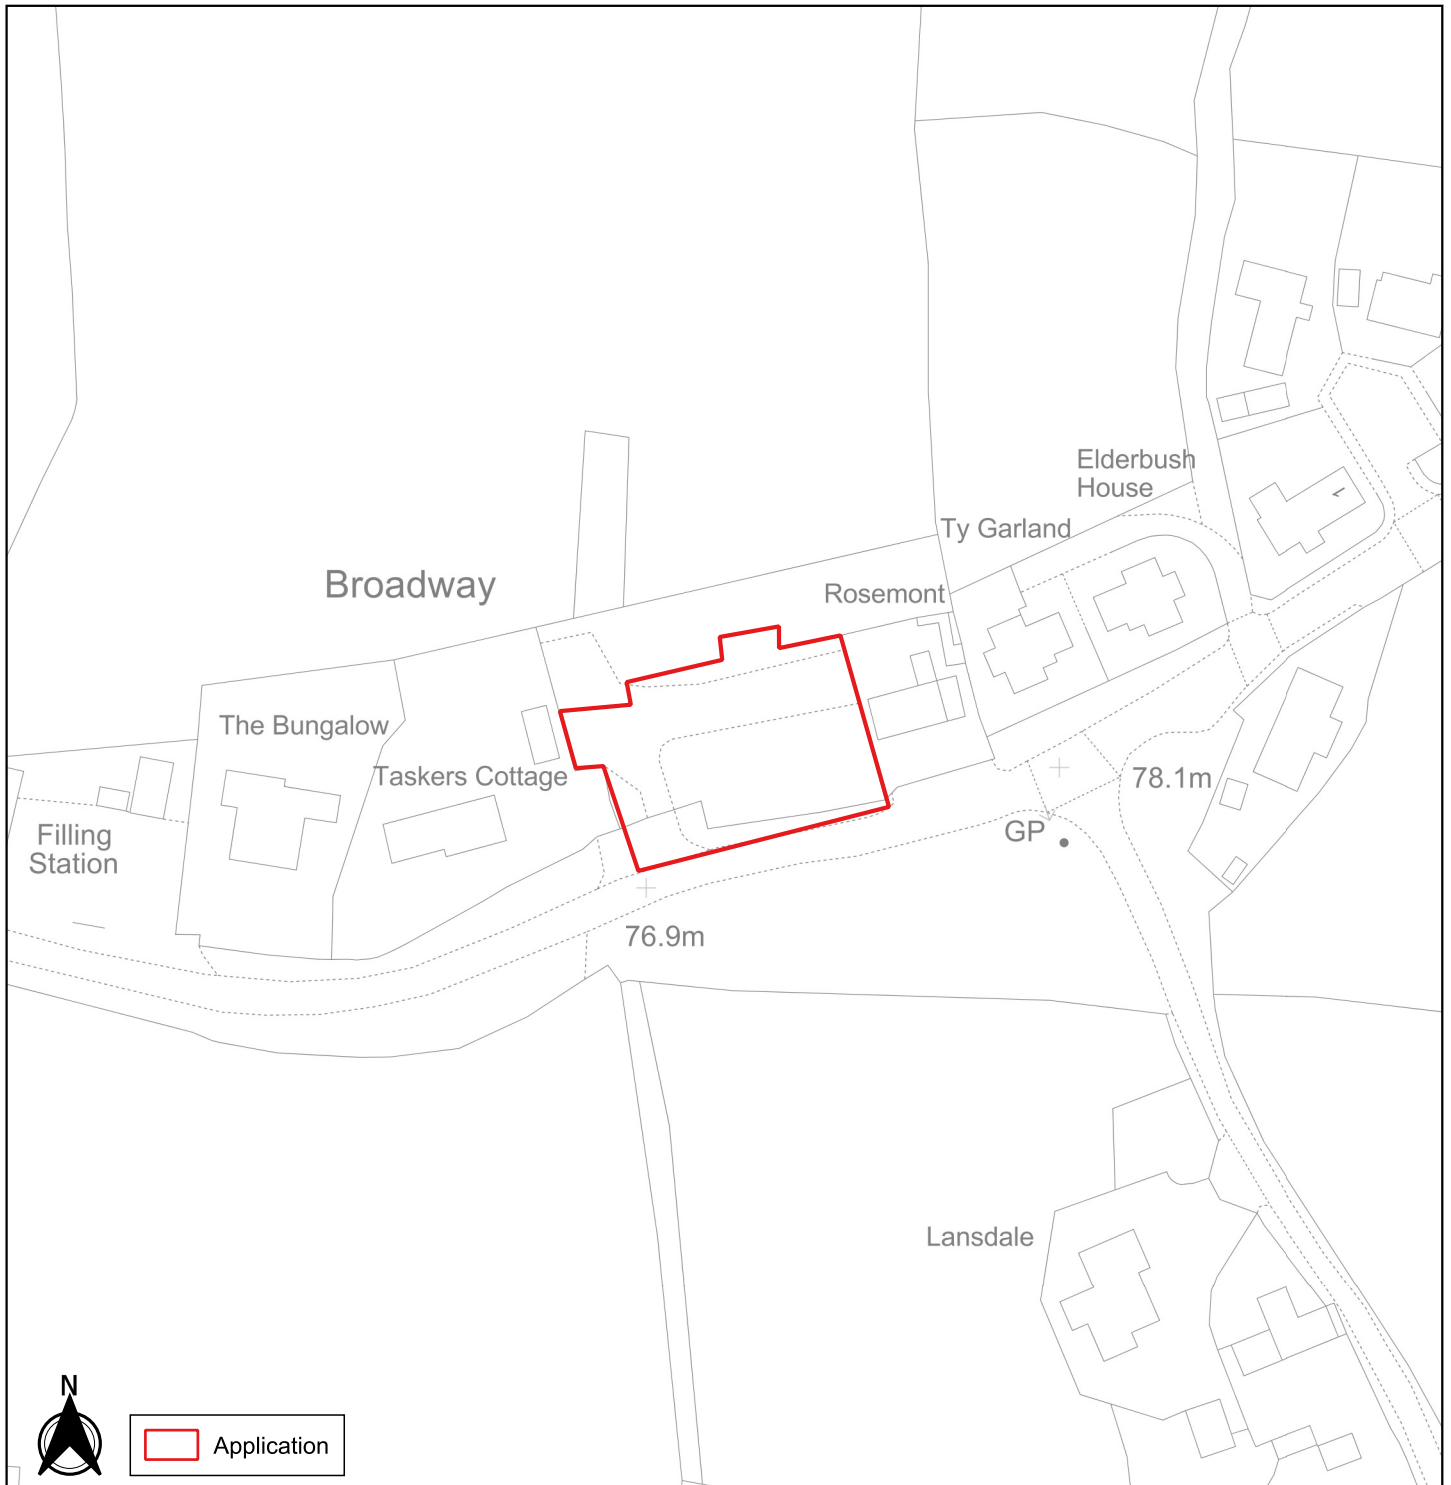 Elderbush
House
Ty Garland
Broadway
Rosemont
The Bungalow
Taskers Cottage
78.1m
Filling
Station
GP
76.9m
Lansdale
N
Application